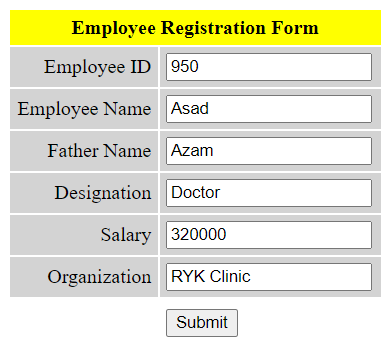 Employee Registration Form
Employee ID 950
Employee Name Asad
Father Name Azam
Designation Doctor
Salary 320000
Organization RYK Clinic
Submit